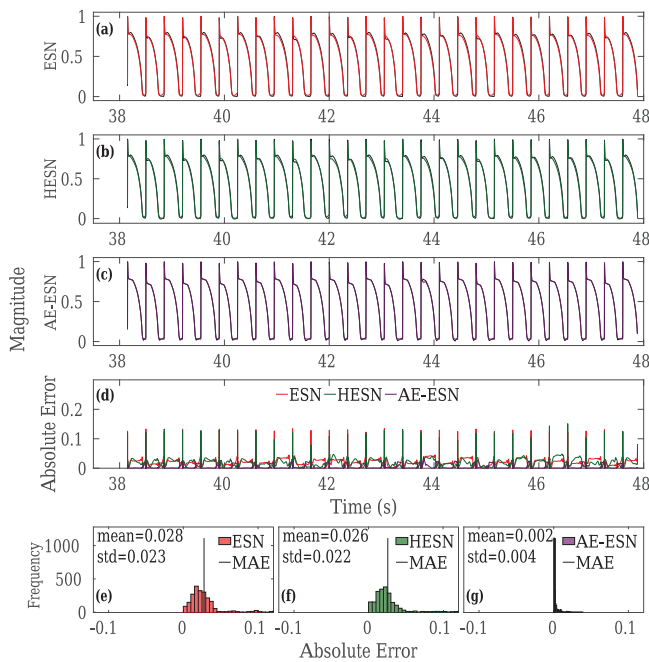 (a)
ESN
1
0.5
0
38 40 42 44 46 48
(b)
HESN
1
0.5
0
38 40 42 44 46 48
(c)
Magnitude
AE-ESN
1
0.5
0
38 40 42 44 46 48
(d)
ESN HESN AE-ESN
Absolute Error
0.2
0.1
0
38 40 42 44 46 48
Time (s)
Frequency
1000
500
0
mean=0.028
std=0.023
ESN
MAE
(e)
-0.1 0 0.1
mean=0.026
std=0.022
HESN
MAE
(f)
-0.1 0 0.1
mean=0.002
std=0.004
AE-ESN
MAE
(g)
-0.1 0 0.1
Absolute Error